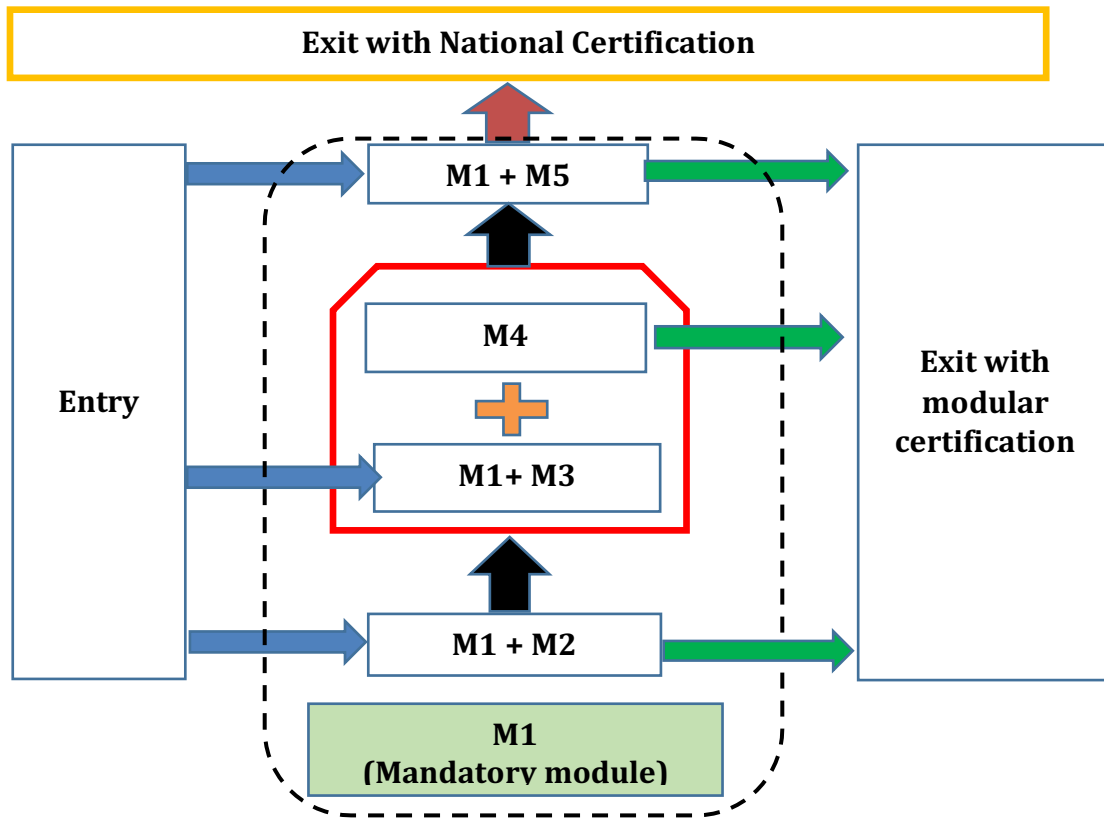 Exit with National Certification
M1 + M5
M4
Entry
Exit with
modular
certification
M1+ M3
M1 + M2
M1
(Mandatory module)